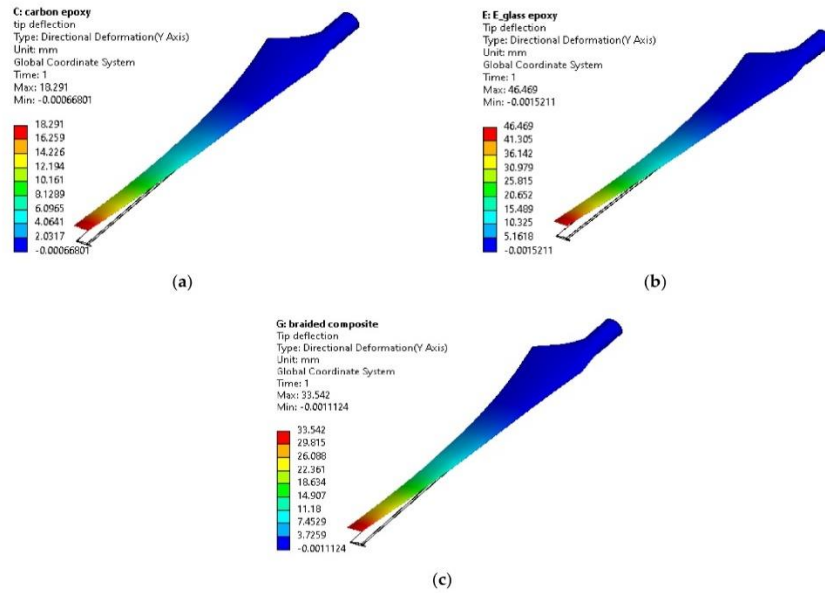 C: carbon epoxy
tip deflection
Type: Directional Deformation(Y Axis)
Unit: mm
Global Coordinate System
Time: 1
Max: 18.291
Min: -0.00066801
18.291
16.259
14.226
12.194
10.161
8.1289
6.0965
4.0641
2.0317
-0.00066801
(a)
E: E_glass epoxy
Tip deflection
Type: Directional Deformation(Y Axis)
Unit: mm
Global Coordinate System
Time: 1
Max: 46.469
Min: -0.0015211
46.469
41.305
36.142
30.979
25.815
20.652
15.489
10.325
5.1618
-0.0015211
(b)
G: braided composite
Tip deflection
Type: Directional Deformation(Y Axis)
Unit: mm
Global Coordinate System
Time: 1
Max: 33.542
Min: -0.0011124
33.542
29.815
26.088
22.361
18.634
14.907
11.18
7.4529
3.7259
-0.0011124
(c)